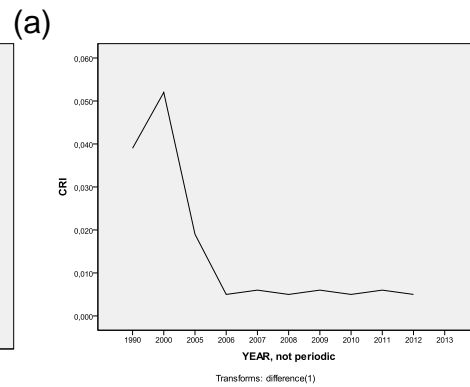 (a)
0,060
0,050
0,040
0,030
0,020
0,010
0,000
CRI
1990 2000 2005 2006 2007 2008 2009 2010 2011 2012 2013
YEAR, not periodic
Transforms: difference(1)